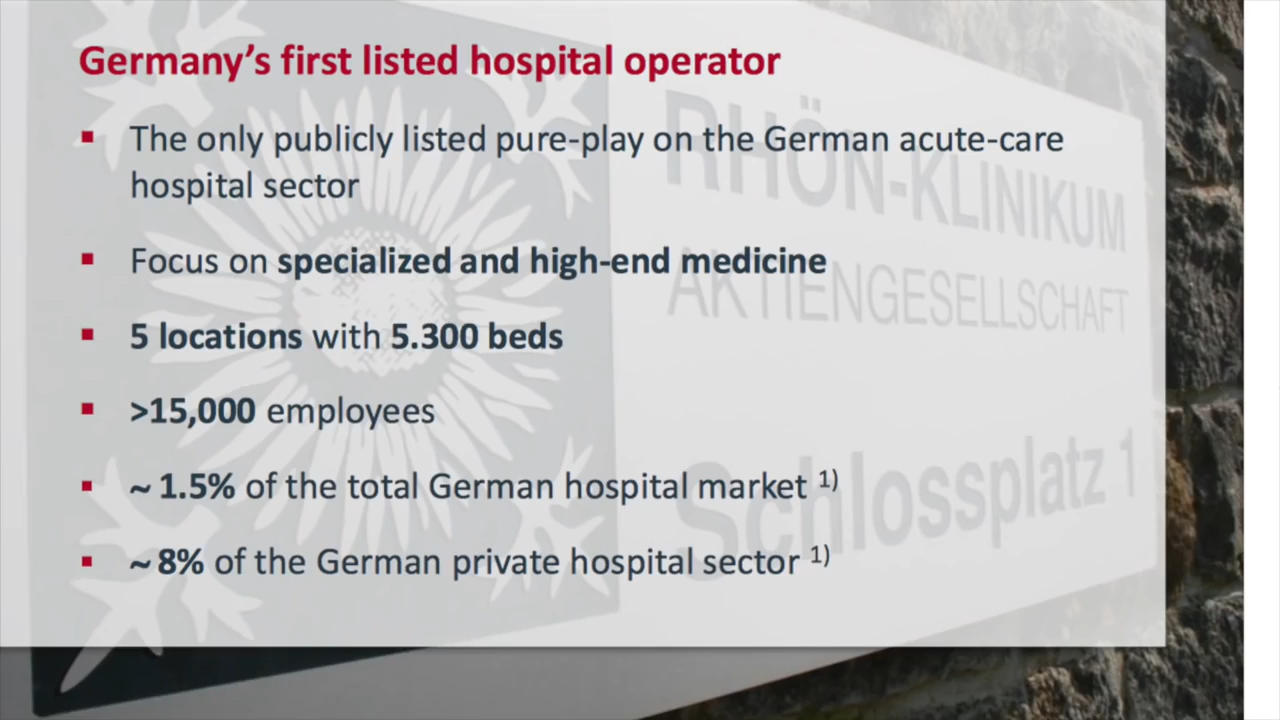 Germany's first listed hospital operator
▪ The only publicly listed pure-play on the German acute-care
hospital sector
▪ Focus on specialized and high-end medicine
▪ 5 locations with 5.300 beds
▪ >15,000 employees
▪ ~ 1.5% of the total German hospital market 1)
▪ ~ 8% of the German private hospital sector 1)
RHÖN-KLINIKUM
AKTIENGESELLSCHAFT
Schlossplatz 1